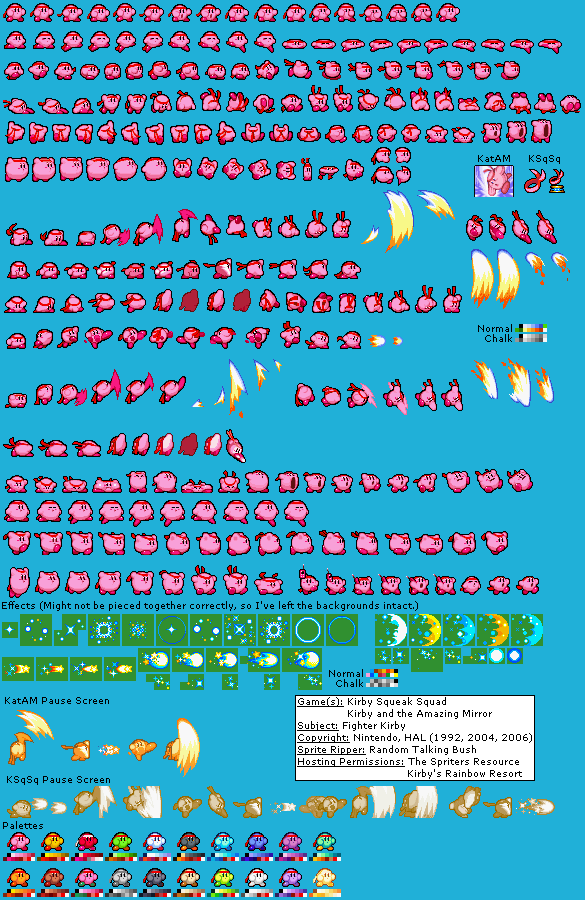 KatAM KSqSq
Normal
Chalk
Effects (Might not be pieced together correctly, so I've left the backgrounds intact.)
Normal
Chalk
KatAM Pause Screen
Game(s): Kirby Squeak Squad
Kirby and the Amazing Mirror
Subject: Fighter Kirby
Copyright: Nintendo, HAL (1992, 2004, 2006)
Sprite Ripper: Random Talking Bush
Hosting Permissions: The Spriters Resource
Kirby's Rainbow Resort
KSqSq Pause Screen
Palettes